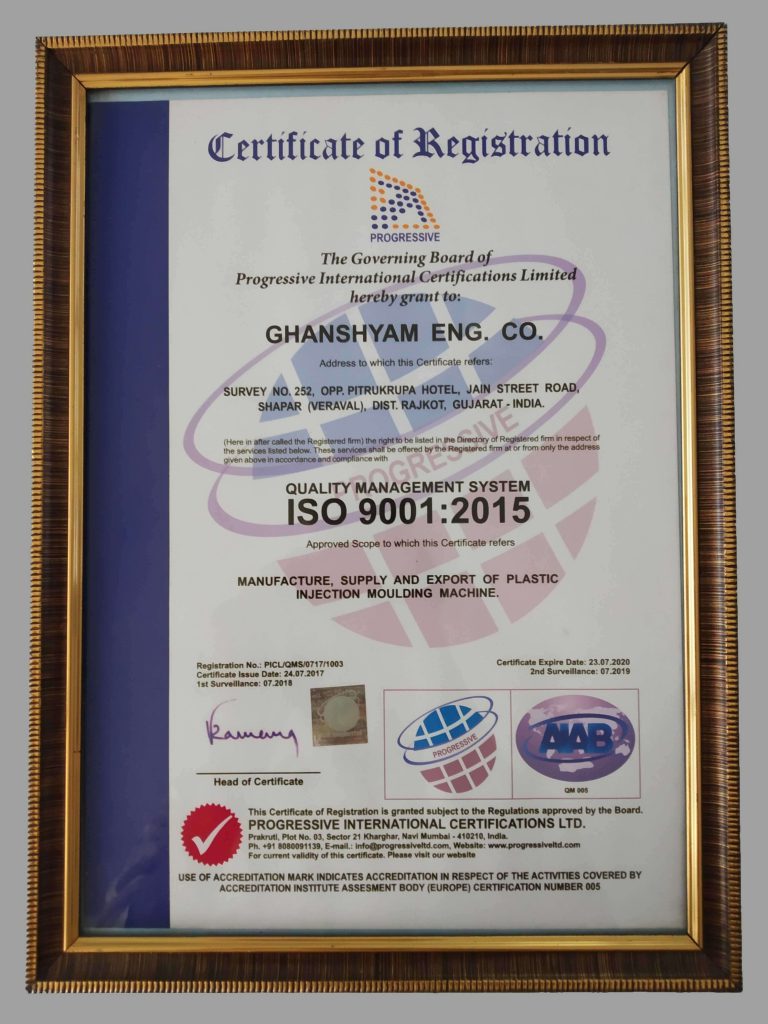 Certificate of Registration
PROGRESSIVE
The Governing Board of
Progressive International Certifications Limited
hereby grant to:
GHANSHYAM ENG. CO.
Address to which this Certificate refers:
SURVEY NO. 252, OPP. PITRUKRUPA HOTEL, JAIN STREET ROAD,
SHAPAR (VERAVAL), DIST. RAJKOT, GUJARAT - INDIA.
(Here in after called the Registered firm) the right to be listed in the Directory of Registered firm in respect of
the services listed below. These services shall be offered by the Registered firm at or from only the address
given above in accordance and compliance with
PROGRESSIVE
QUALITY MANAGEMENT SYSTEM
ISO 9001:2015
Approved Scope to which this Certificate refers
MANUFACTURE, SUPPLY AND EXPORT OF PLASTIC
INJECTION MOULDING MACHINE.
Registration No.: PICL/QMS/0717/1003
Certificate Issue Date: 24.07.2017
1st Surveillance: 07.2018
Certificate Expire Date: 23.07.2020
2nd Surveillance: 07.2019
Head of Certificate
PROGRESSIVE
AIAB
QM 005
This Certificate of Registration is granted subject to the Regulations approved by the Board.
PROGRESSIVE INTERNATIONAL CERTIFICATIONS LTD.
Prakruti, Plot No. 03, Sector 21 Kharghar, Navi Mumbai - 410210, India.
Ph. +91 8080091139, E-mail.: info@progressiveltd.com, Website: www.progressiveltd.com
For current validity of this certificate. Please visit our website
USE OF ACCREDITATION MARK INDICATES ACCREDITATION IN RESPECT OF THE ACTIVITIES COVERED BY
ACCREDITATION INSTITUTE ASSESMENT BODY (EUROPE) CERTIFICATION NUMBER 005